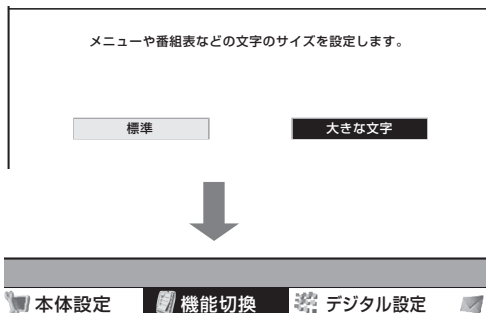 メニューや番組表などの文字のサイズを設定します。
標準 大きな文字
本体設定 機能切換 デジタル設定